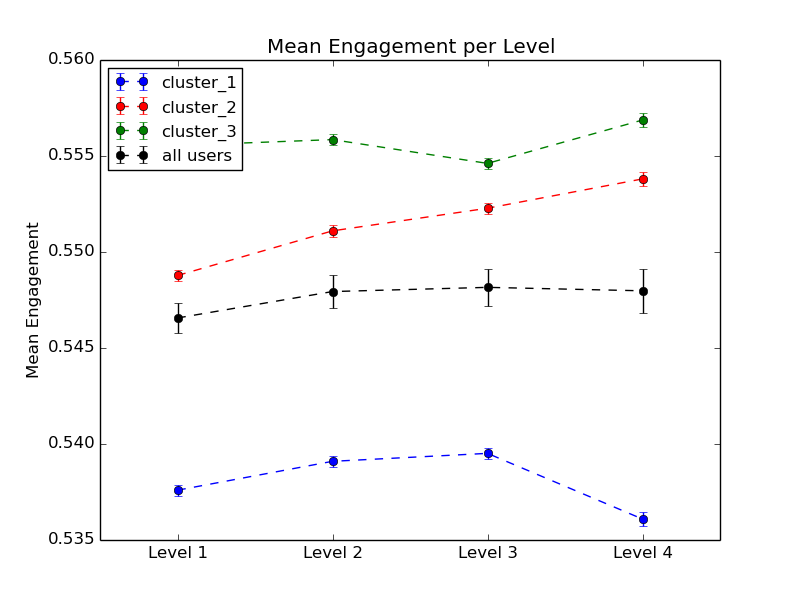 Mean Engagement per Level
0.560
0.555
0.550
0.545
0.540
0.535
Mean Engagement
cluster_1
cluster_2
cluster_3
all users
Level 1
Level 2
Level 3
Level 4